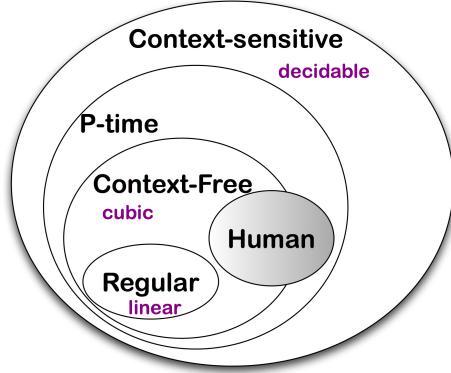 Context-sensitive
decidable
P-time
Context-Free
cubic
Human
Regular
linear